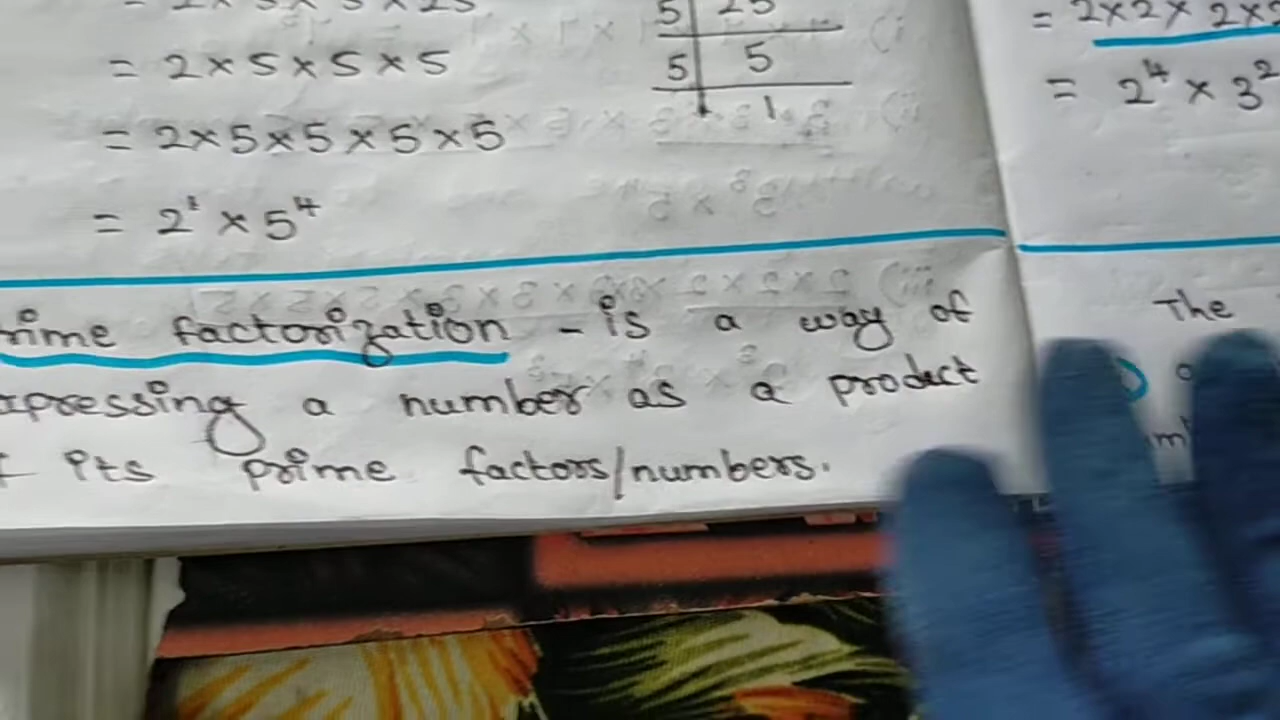 = 2 × 5 × 5 × 5
= 2 × 5 × 5 × 5 × 5
= 2¹ × 5⁴
5 | 25
5 | 5
1
rime factorization - is a way of
xpressing a number as a product
f its prime factors/numbers.
= 2×2× 2×
= 2⁴ × 3²
The